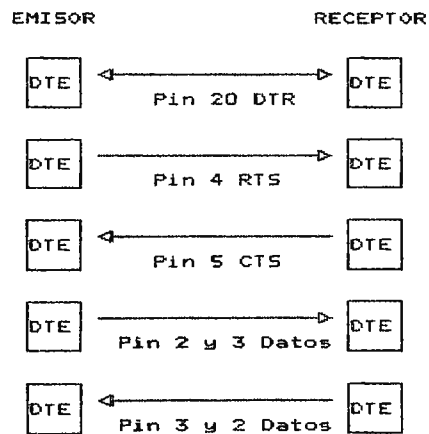 EMISOR RECEPTOR
DTE DTE
Pin 20 DTR
DTE DTE
Pin 4 RTS
DTE DTE
Pin 5 CTS
DTE DTE
Pin 2 y 3 Datos
DTE DTE
Pin 3 y 2 Datos